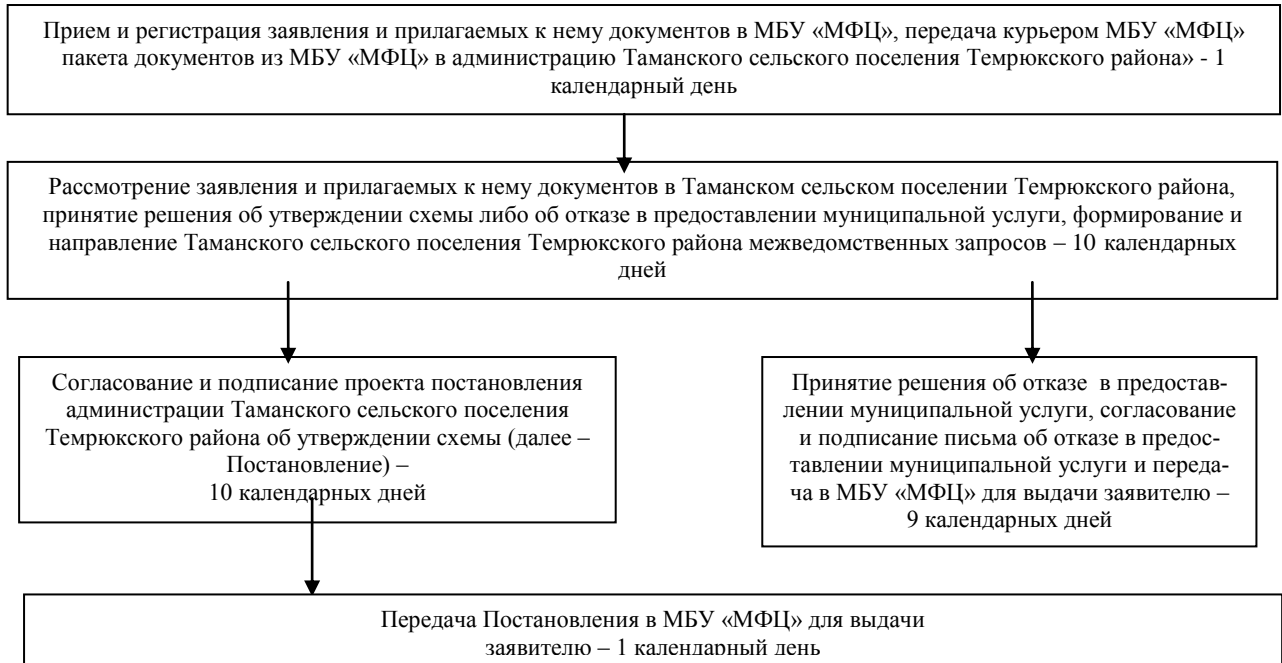 Прием и регистрация заявления и прилагаемых к нему документов в МБУ «МФЦ», передача курьером МБУ «МФЦ»
пакета документов из МБУ «МФЦ» в администрацию Таманского сельского поселения Темрюкского района» - 1
календарный день
Рассмотрение заявления и прилагаемых к нему документов в Таманском сельском поселении Темрюкского района,
принятие решения об утверждении схемы либо об отказе в предоставлении муниципальной услуги, формирование и
направление Таманского сельского поселения Темрюкского района межведомственных запросов – 10 календарных
дней
Согласование и подписание проекта постановления
администрации Таманского сельского поселения
Темрюкского района об утверждении схемы (далее –
Постановление) –
10 календарных дней
Принятие решения об отказе в предостав-
лении муниципальной услуги, согласование
и подписание письма об отказе в предос-
тавлении муниципальной услуги и переда-
ча в МБУ «МФЦ» для выдачи заявителю –
9 календарных дней
Передача Постановления в МБУ «МФЦ» для выдачи
заявителю – 1 календарный день